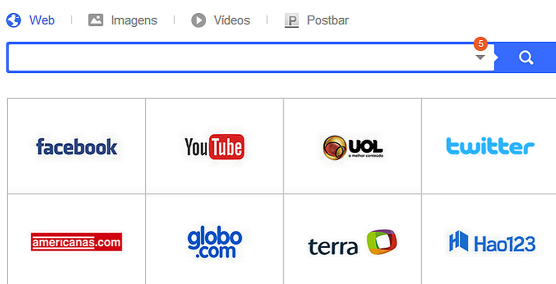 Web Imagens Vídeos P Postbar
5
facebook YouTube UOL twitter
o melhor conteúdo
americanas.com globo.com terra Hao123